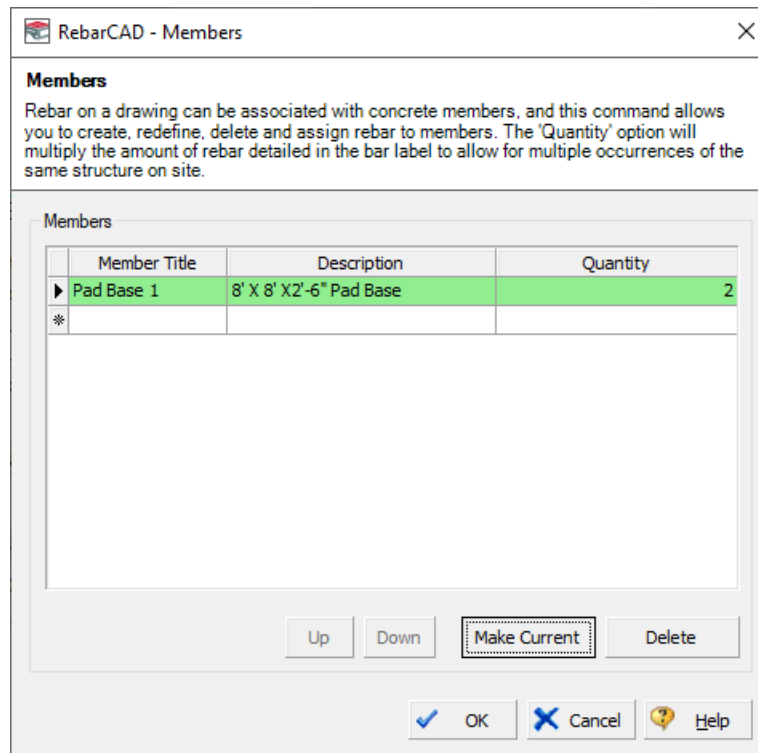 RebarCAD - Members
Members
Rebar on a drawing can be associated with concrete members, and this command allows
you to create, redefine, delete and assign rebar to members. The 'Quantity' option will
multiply the amount of rebar detailed in the bar label to allow for multiple occurrences of the
same structure on site.
Members
Member Title Description Quantity
Pad Base 1 8' X 8' X2'-6" Pad Base 2
Up Down Make Current Delete
OK Cancel Help